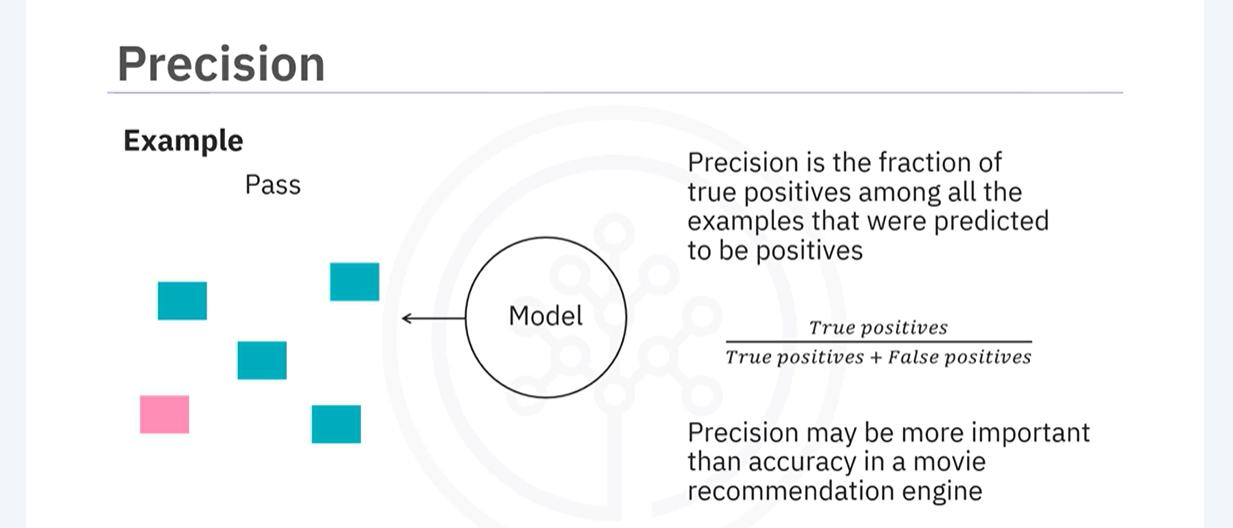 Precision
Example
Pass
Model
Precision is the fraction of
true positives among all the
examples that were predicted
to be positives
True positives
True positives + False positives
Precision may be more important
than accuracy in a movie
recommendation engine